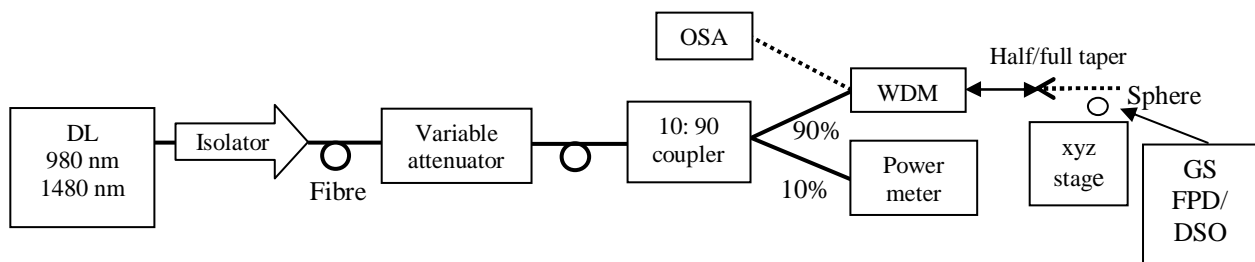 OSA
Half/full taper
DL
980 nm
1480 nm
Isolator
Fibre
Variable
attenuator
10: 90
coupler
90%
10%
WDM
Power
meter
Sphere
xyz
stage
GS
FPD/
DSO